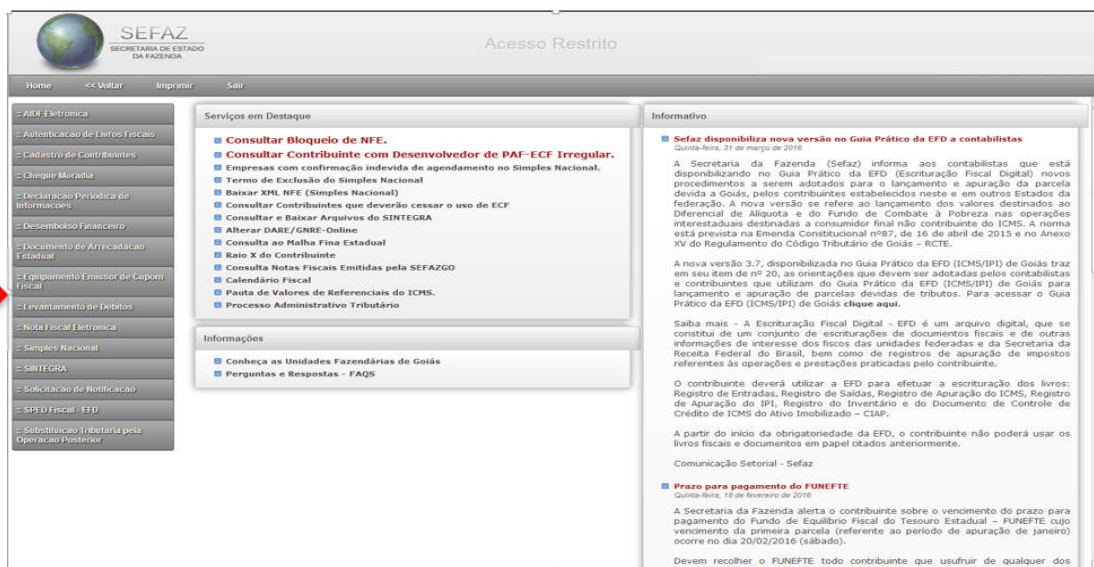 SEFAZ
SECRETARIA DE ESTADO
DA FAZENDA
Acesso Restrito
Home
<< Voltar
Imprimir
Sair
:: AIDF Eletronica
:: Autenticacao de Livros Fiscais
:: Cadastro de Contribuintes
:: Cheque Moradia
:: Declaracao Periodica de
Informacoes
:: Desembolso Financeiro
:: Documento de Arrecadacao
Estadual
:: Equipamento Emissor de Cupom
Fiscal
:: Levantamento de Debitos
:: Nota Fiscal Eletronica
:: Simples Nacional
:: SINTEGRA
:: Solicitacao de Notificacao
:: SPED Fiscal - EFD
:: Substituicao Tributaria pela
Operacao Posterior
Serviços em Destaque
Consultar Bloqueio de NFE.
Consultar Contribuinte com Desenvolvedor de PAF-ECF Irregular.
Empresas com confirmação indevida de agendamento no Simples Nacional.
Termo de Exclusão do Simples Nacional
Baixar XML NFE (Simples Nacional)
Consultar Contribuintes que deverão cessar o uso de ECF
Consultar e Baixar Arquivos do SINTEGRA
Alterar DARE/GNRE-Online
Consulta ao Malha Fina Estadual
Raio X do Contribuinte
Consulta Notas Fiscais Emitidas pela SEFAZGO
Calendário Fiscal
Pauta de Valores de Referenciais do ICMS.
Processo Administrativo Tributário
Informações
Conheça as Unidades Fazendárias de Goiás
Perguntas e Respostas - FAQS
Informativo
Sefaz disponibiliza nova versão no Guia Prático da EFD a contabilistas
Quinta-feira, 31 de março de 2016
A Secretaria da Fazenda (Sefaz) informa aos contabilistas que está
disponibilizando no Guia Prático da EFD (Escrituração Fiscal Digital) novos
procedimentos a serem adotados para o lançamento e apuração da parcela
devida a Goiás, pelos contribuintes estabelecidos neste e em outros Estados da
federação. A nova versão se refere ao lançamento dos valores destinados ao
Diferencial de Alíquota e do Fundo de Combate à Pobreza nas operações
interestaduais destinadas a consumidor final não contribuinte do ICMS. A norma
está prevista na Emenda Constitucional nº87, de 16 de abril de 2015 e no Anexo
XV do Regulamento do Código Tributário de Goiás – RCTE.
A nova versão 3.7, disponibilizada no Guia Prático da EFD (ICMS/IPI) de Goiás traz
em seu item de nº 20, as orientações que devem ser adotadas pelos contabilistas
e contribuintes que utilizam do Guia Prático da EFD (ICMS/IPI) de Goiás para
lançamento e apuração de parcelas devidas de tributos. Para acessar o Guia
Prático da EFD (ICMS/IPI) de Goiás clique aqui.
Saiba mais - A Escrituração Fiscal Digital - EFD é um arquivo digital, que se
constitui de um conjunto de escriturações de documentos fiscais e de outras
informações de interesse dos fiscos das unidades federadas e da Secretaria da
Receita Federal do Brasil, bem como de registros de apuração de impostos
referentes às operações e prestações praticadas pelo contribuinte.
O contribuinte deverá utilizar a EFD para efetuar a escrituração dos livros:
Registro de Entradas, Registro de Saídas, Registro de Apuração do ICMS, Registro
de Apuração do IPI, Registro do Inventário e do Documento de Controle de
Crédito de ICMS do Ativo Imobilizado – CIAP.
A partir do início da obrigatoriedade da EFD, o contribuinte não poderá usar os
livros fiscais e documentos em papel citados anteriormente.
Comunicação Setorial - Sefaz
Prazo para pagamento do FUNEFTE
Quinta-feira, 18 de fevereiro de 2016
A Secretaria da Fazenda alerta o contribuinte sobre o vencimento do prazo para
pagamento do Fundo de Equilíbrio Fiscal do Tesouro Estadual – FUNEFTE cujo
vencimento da primeira parcela (referente ao período de apuração de janeiro)
ocorre no dia 20/02/2016 (sábado).
Devem recolher o FUNEFTE todo contribuinte que usufruir de qualquer dos